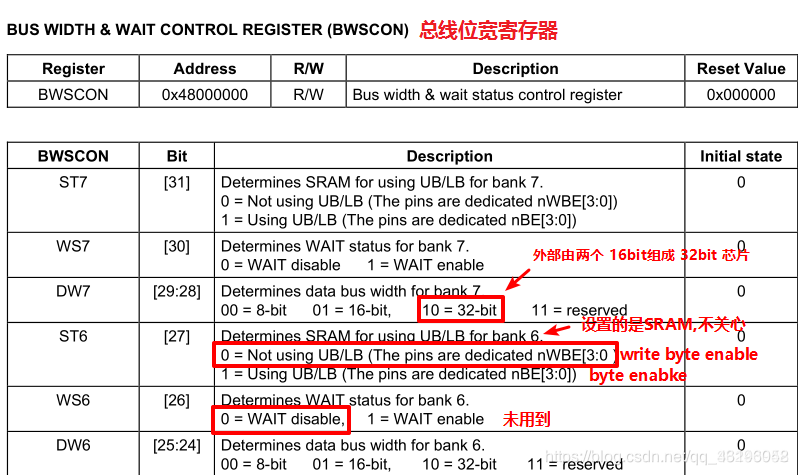 BUS WIDTH & WAIT CONTROL REGISTER (BWSCON) 总线位宽寄存器
Register Address R/W Description Reset Value
BWSCON 0x48000000 R/W Bus width & wait status control register 0x000000
BWSCON Bit Description Initial state
ST7 [31] Determines SRAM for using UB/LB for bank 7. 0
0 = Not using UB/LB (The pins are dedicated nWBE[3:0])
1 = Using UB/LB (The pins are dedicated nBE[3:0])
WS7 [30] Determines WAIT status for bank 7. 0
0 = WAIT disable 1 = WAIT enable
外部由两个 16bit组成 32bit 芯片
DW7 [29:28] Determines data bus width for bank 7. 0
00 = 8-bit 01 = 16-bit, 10 = 32-bit 11 = reserved
设置的是SRAM,不关心
ST6 [27] Determines SRAM for using UB/LB for bank 6. 0
0 = Not using UB/LB (The pins are dedicated nWBE[3:0 ) write byte enable
1 = Using UB/LB (The pins are dedicated nBE[3:0]) byte enabke
WS6 [26] Determines WAIT status for bank 6. 0
0 = WAIT disable, 1 = WAIT enable 未用到
DW6 [25:24] Determines data bus width for bank 6. 0
00 = 8-bit 01 = 16-bit, 10 = 32-bit 11 = reserved